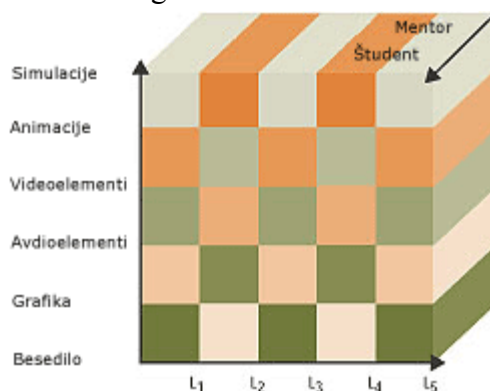 Mentor
Študent
Simulacije
Animacije
Videoelementi
Avdioelementi
Grafika
Besedilo
L1 L2 L3 L4 L5